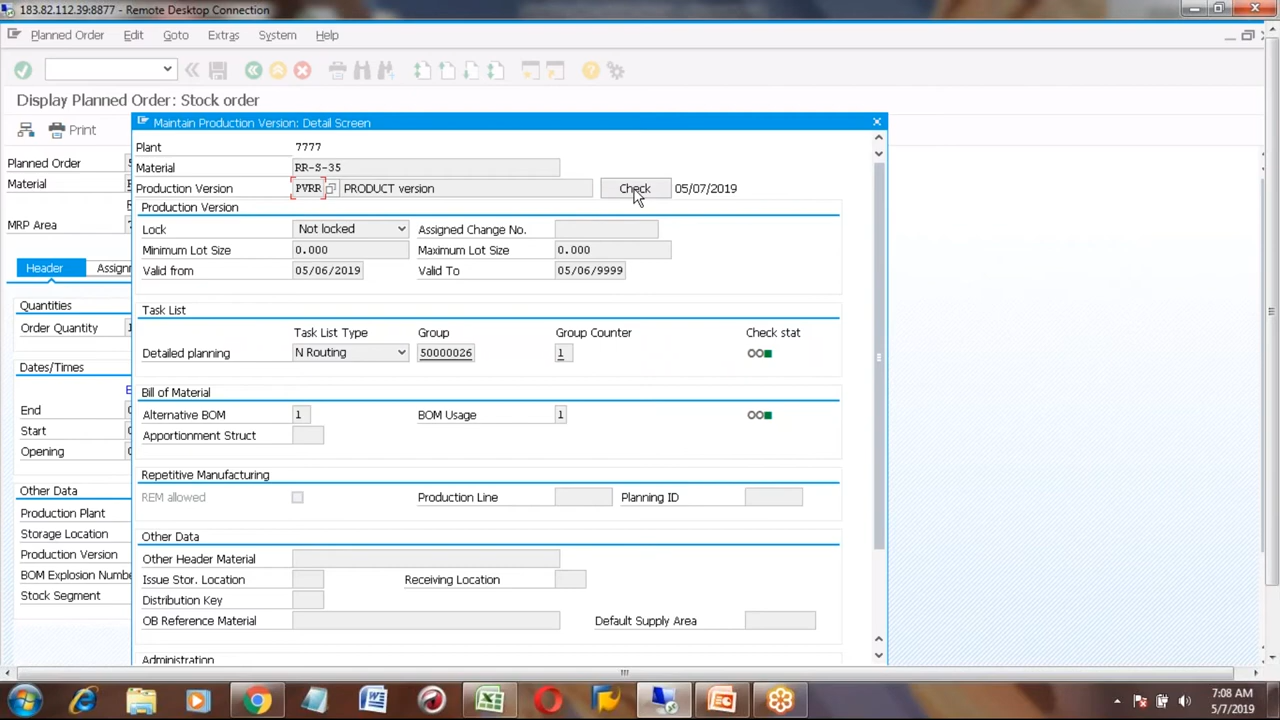 183.82.112.39:8877 - Remote Desktop Connection
Planned Order Edit Goto Extras System Help
Display Planned Order: Stock order
Print
Planned Order
Material
MRP Area
Header Assignm
Quantities
Order Quantity 1
Dates/Times
End
Start
Opening
Other Data
Production Plant
Storage Location
Production Version
BOM Explosion Numbe
Stock Segment
Maintain Production Version: Detail Screen
Plant 7777
Material RR-S-35
Production Version PVRR PRODUCT version Check 05/07/2019
Production Version
Lock Not locked Assigned Change No.
Minimum Lot Size 0.000 Maximum Lot Size 0.000
Valid from 05/06/2019 Valid To 05/06/9999
Task List
Task List Type Group Group Counter Check stat
Detailed planning N Routing 50000026 1
Bill of Material
Alternative BOM 1 BOM Usage 1
Apportionment Struct
Repetitive Manufacturing
REM allowed Production Line Planning ID
Other Data
Other Header Material
Issue Stor. Location Receiving Location
Distribution Key
OB Reference Material Default Supply Area
Administration
7:08 AM
5/7/2019